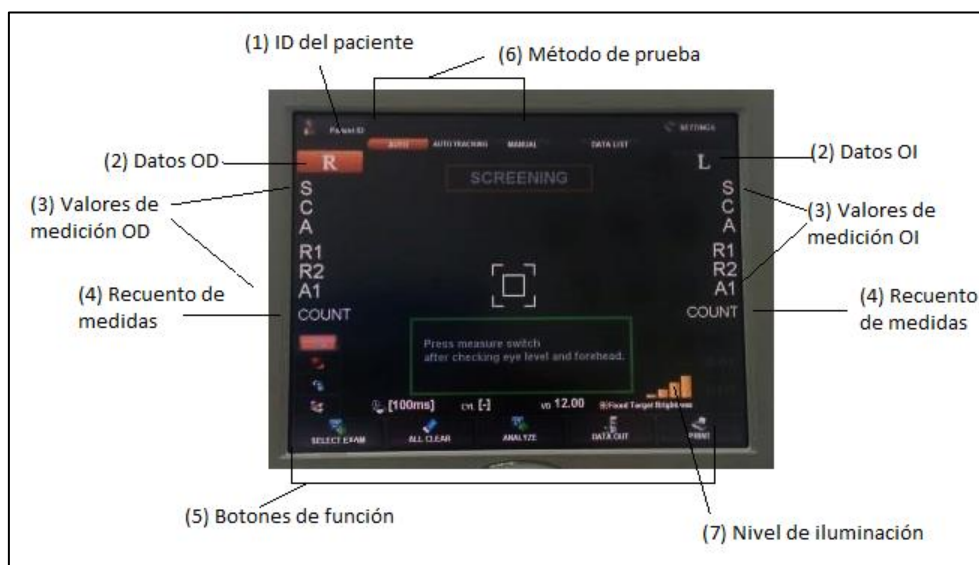 (1) ID del paciente
(6) Método de prueba
Patient ID
SETTINGS
AUTO
AUTOTRACKING
MANUAL
DATA LIST
(2) Datos OD
R
L
(2) Datos OI
SCREENING
(3) Valores de
medición OD
S
C
A
R1
R2
A1
COUNT
S
C
A
R1
R2
A1
COUNT
(3) Valores de
medición OI
(4) Recuento de
medidas
(4) Recuento
de medidas
Press measure switch
after checking eye level and forehead.
[100ms]
CYL [-]
VD 12.00
Fixed Target Brightness
SELECT EXAM
ALL CLEAR
ANALYZE
DATA OUT
PRINT
(5) Botones de función
(7) Nivel de iluminación